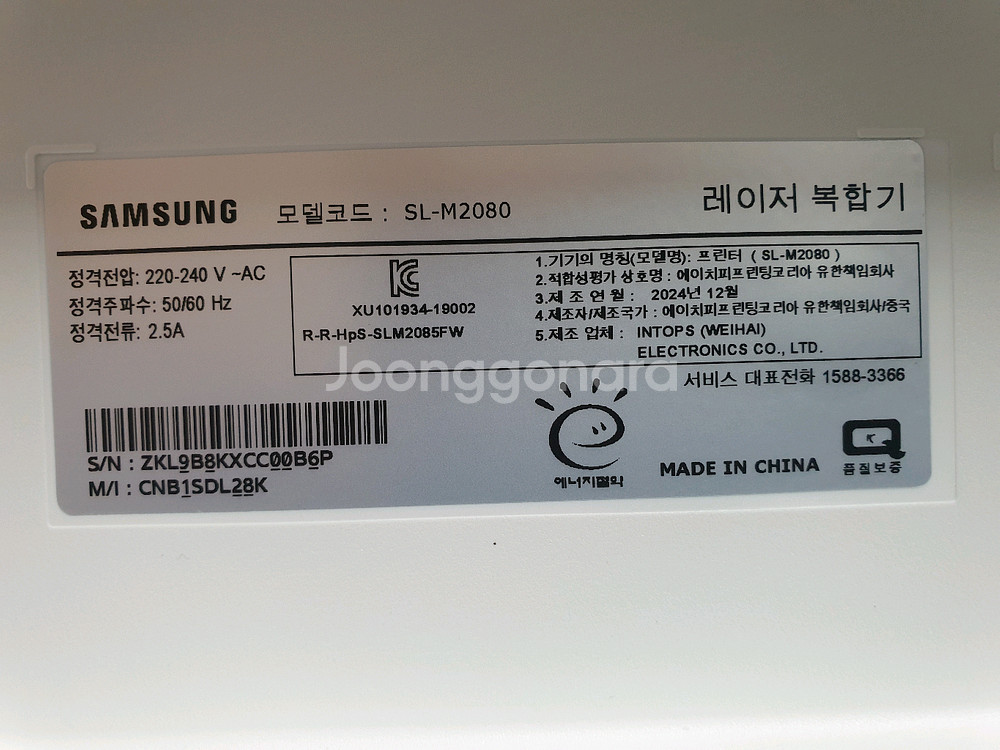 SAMSUNG 모델코드 : SL-M2080 레이저 복합기
정격전압: 220-240 V ~AC
정격주파수: 50/60 Hz
정격전류: 2.5A
XU101934-19002
R-R-HpS-SLM2085FW
1.기기의 명칭(모델명): 프린터 ( SL-M2080 )
2.적합성평가 상호명 : 에이치피프린팅코리아 유한책임회사
3.제 조 연 월 : 2024년 12월
4.제조자/제조국가 : 에이치피프린팅코리아 유한책임회사/중국
5.제조 업체 : INTOPS (WEIHAI)
ELECTRONICS CO., LTD.
Joonggonara
서비스 대표전화 1588-3366
S/N : ZKL9B8KXCC00B6P
M/I : CNB1SDL28K
에너지절약
MADE IN CHINA
Q
품질보증